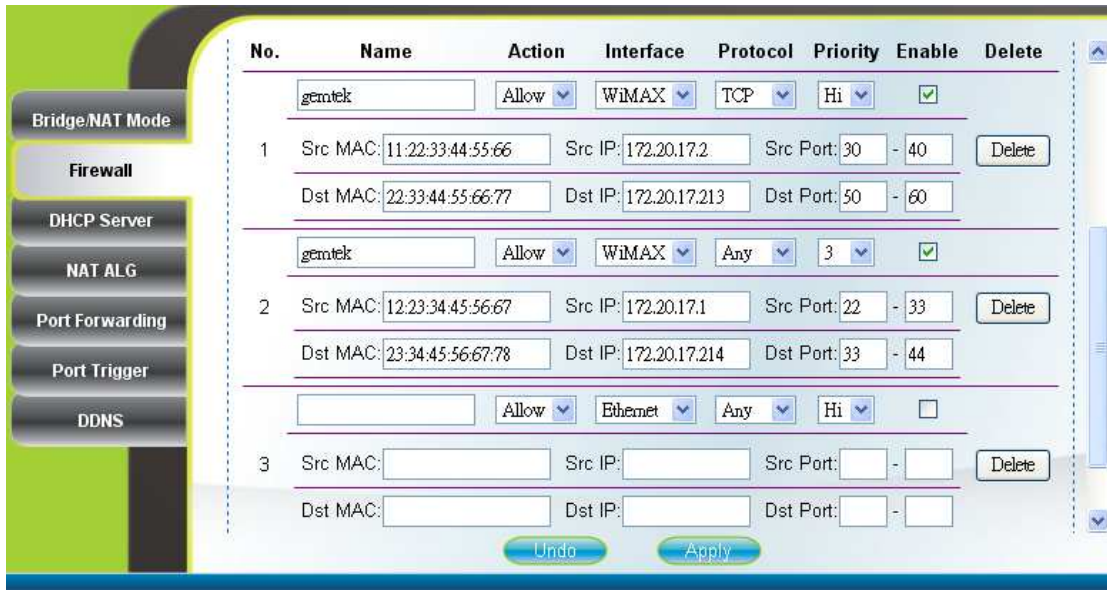 No. Name Action Interface Protocol Priority Enable Delete
Bridge/NAT Mode
Firewall
DHCP Server
NAT ALG
Port Forwarding
Port Trigger
DDNS
gemtek Allow WiMAX TCP Hi
1 Src MAC: 11:22:33:44:55:66 Src IP: 172.20.17.2 Src Port: 30 - 40 Delete
Dst MAC: 22:33:44:55:66:77 Dst IP: 172.20.17.213 Dst Port: 50 - 60
gemtek Allow WiMAX Any 3
2 Src MAC: 12:23:34:45:56:67 Src IP: 172.20.17.1 Src Port: 22 - 33 Delete
Dst MAC: 23:34:45:56:67:78 Dst IP: 172.20.17.214 Dst Port: 33 - 44
Allow Ethernet Any Hi
3 Src MAC: Src IP: Src Port: - Delete
Dst MAC: Dst IP: Dst Port: -
Undo Apply